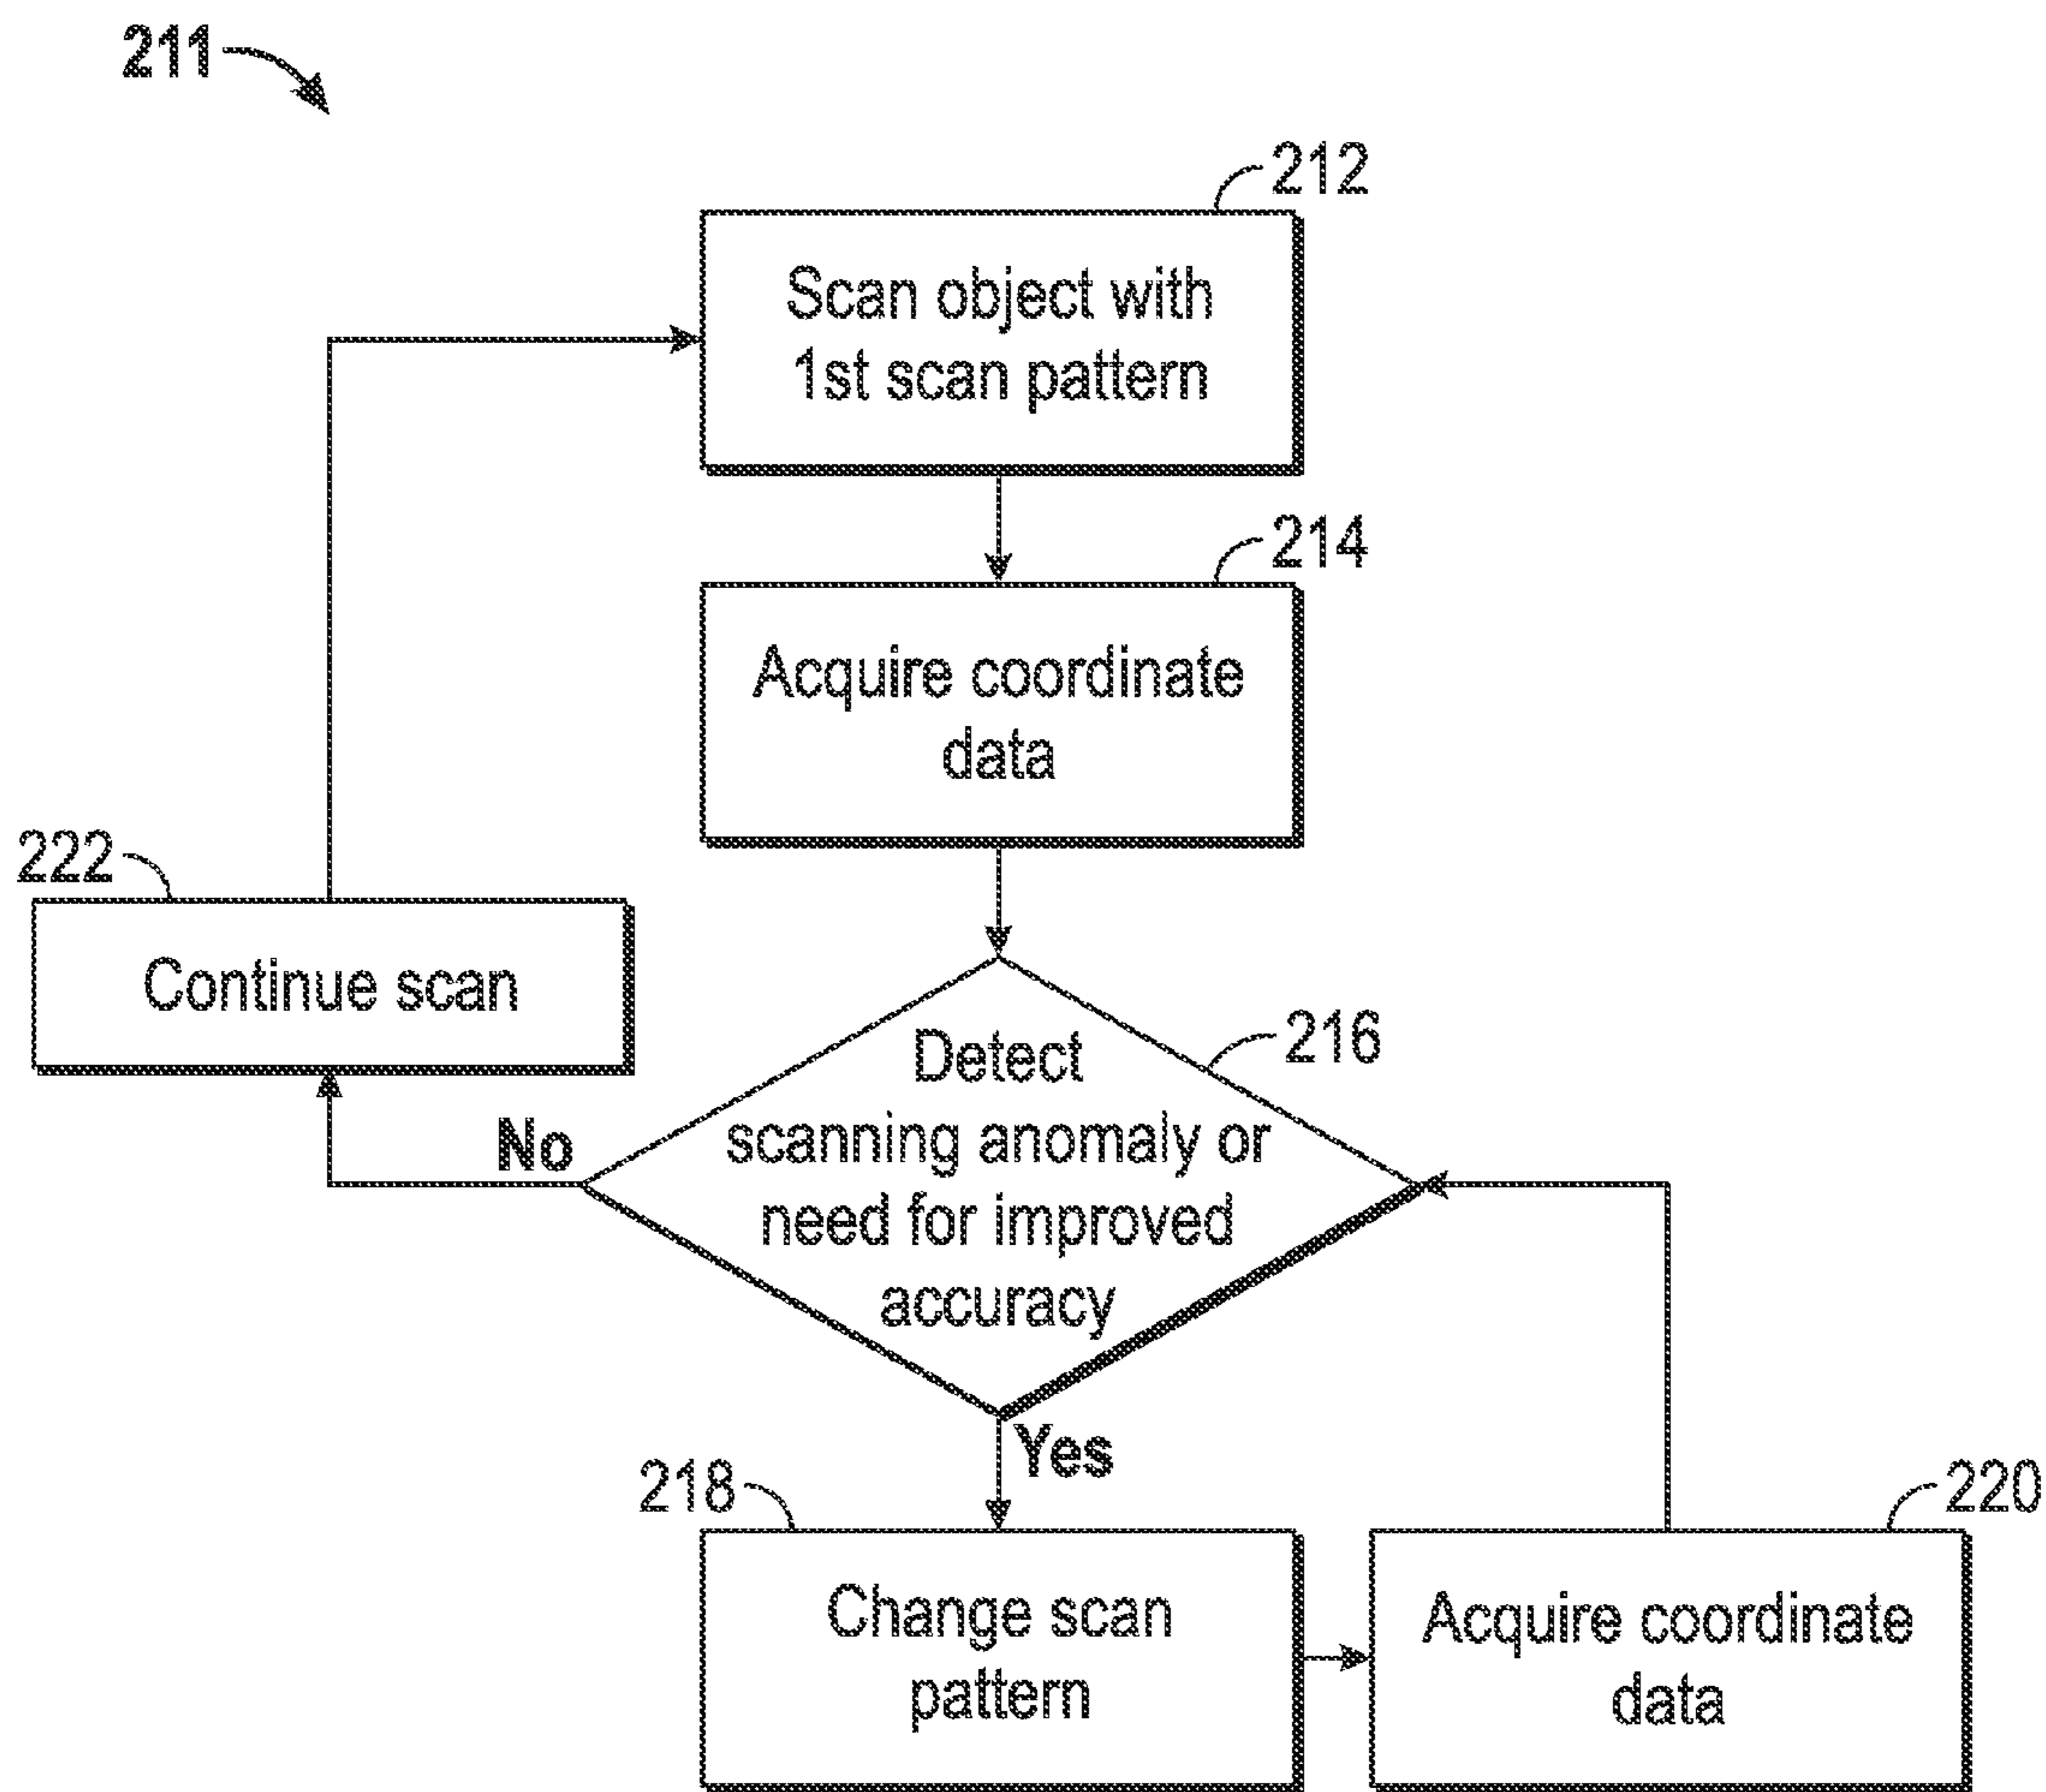 211
212
Scan object with
1st scan pattern
214
Acquire coordinate
data
222
Continue scan
216
Detect
scanning anomaly or
need for improved
accuracy
No
Yes
218
Change scan
pattern
220
Acquire coordinate
data